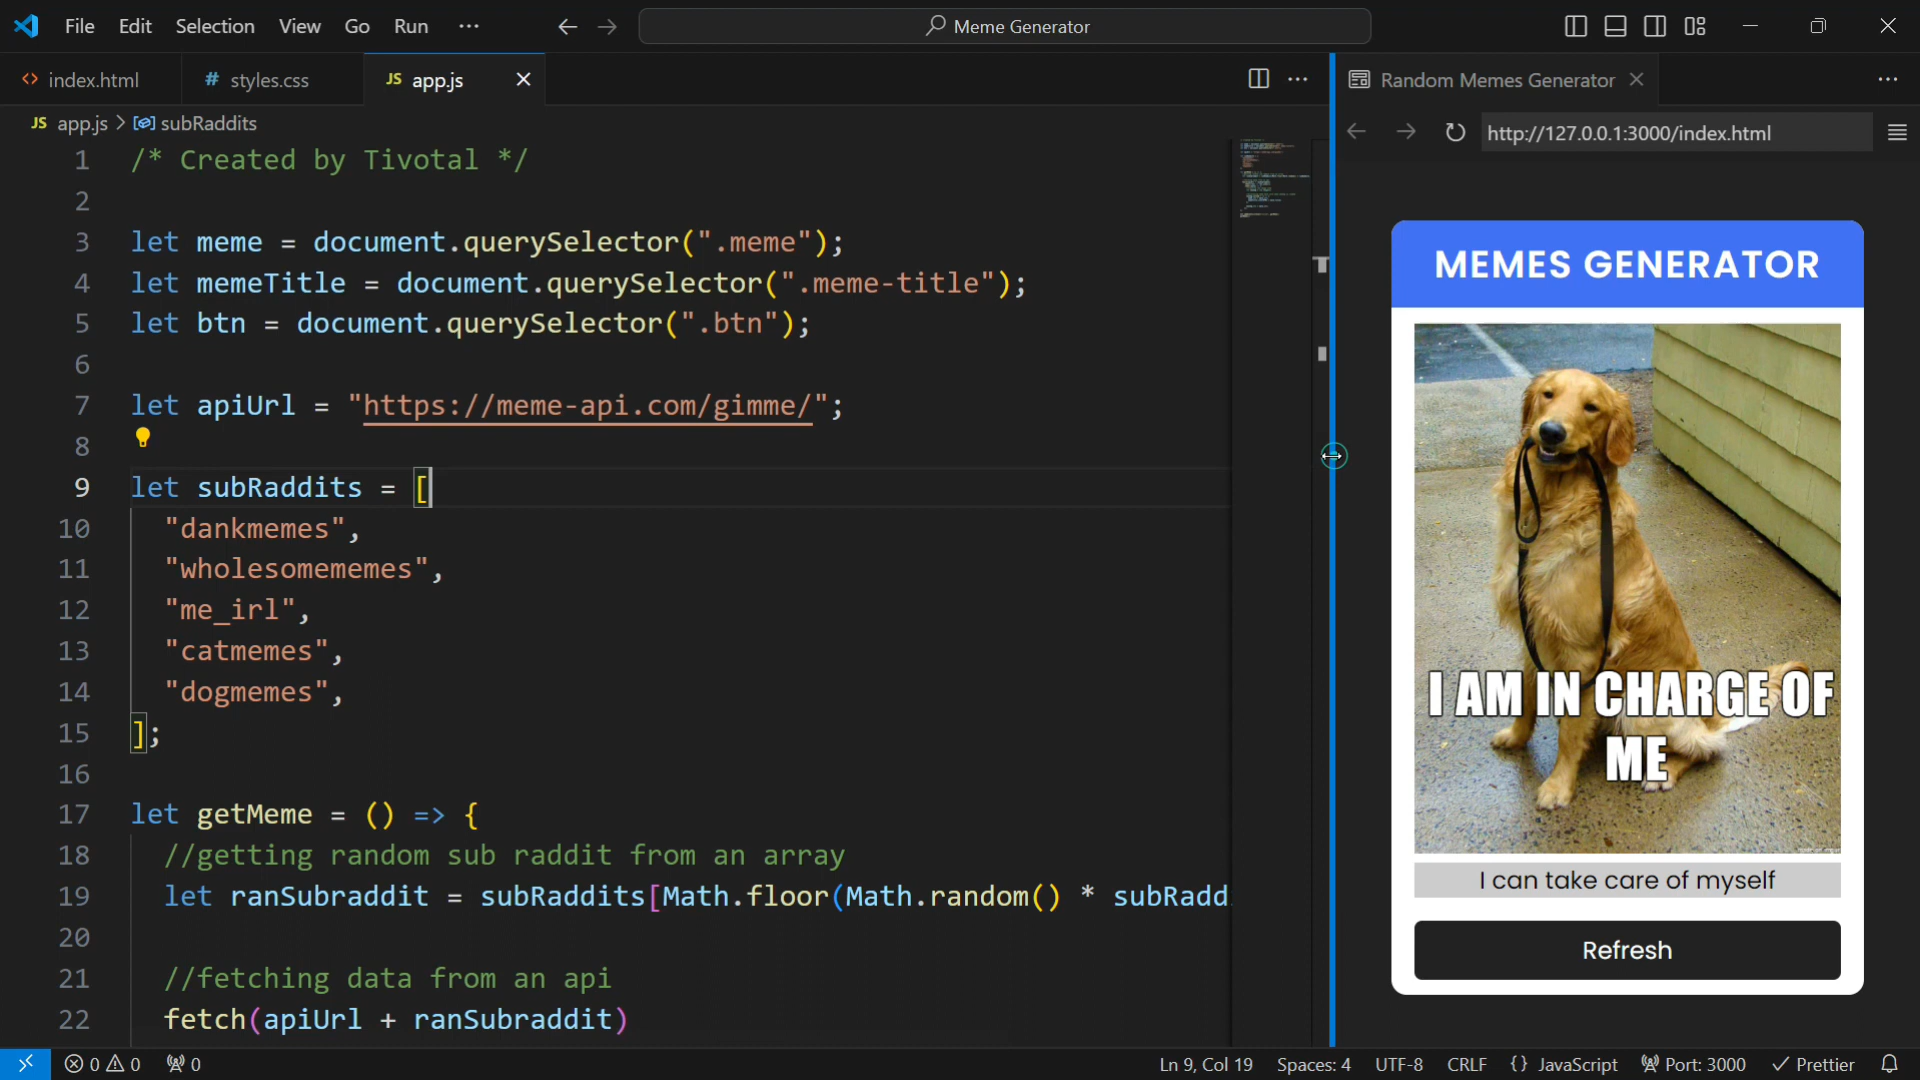 File Edit Selection View Go Run ...
Meme Generator
index.html
# styles.css
JS app.js
Random Memes Generator
JS app.js > subRaddits
http://127.0.0.1:3000/index.html
1 /* Created by Tivotal */
2
3 let meme = document.querySelector(".meme");
4 let memeTitle = document.querySelector(".meme-title");
5 let btn = document.querySelector(".btn");
6
7 let apiUrl = "https://meme-api.com/gimme/";
8
9 let subRaddits = [
10 "dankmemes",
11 "wholesomememes",
12 "me_irl",
13 "catmemes",
14 "dogmemes",
15 ];
16
17 let getMeme = () => {
18 //getting random sub raddit from an array
19 let ranSubraddit = subRaddits[Math.floor(Math.random() * subRadd
20
21 //fetching data from an api
22 fetch(apiUrl + ranSubraddit)
MEMES GENERATOR
I AM IN CHARGE OF
ME
I can take care of myself
Refresh
0 0 0
Ln 9, Col 19 Spaces: 4 UTF-8 CRLF {} JavaScript Port: 3000 Prettier